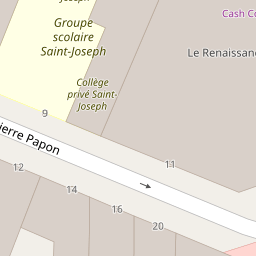 Joseph
Groupe
scolaire
Saint-Joseph
Cash Co
Le Renaissanc
Collège
privé Saint-
Joseph
9
ierre Papon
11
12
14
16
20